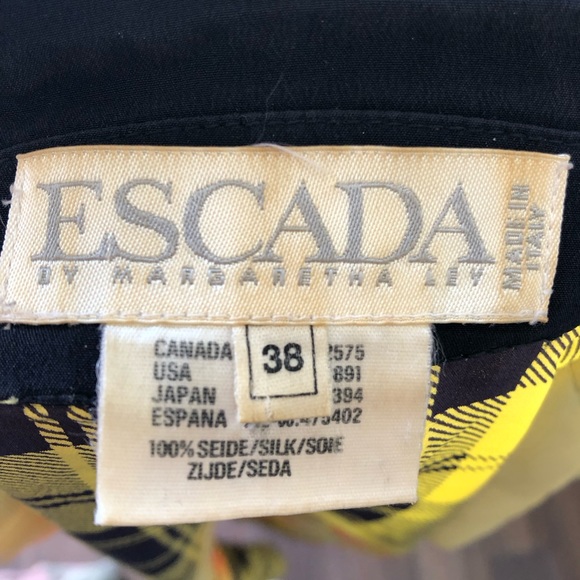 ESCADA
BY MARGARETHA LEY
MADE IN
ITALY
38
CANADA 2575
USA 891
JAPAN 394
ESPANA
100% SEIDE/SILK/SOIE
ZIJDE/SEDA